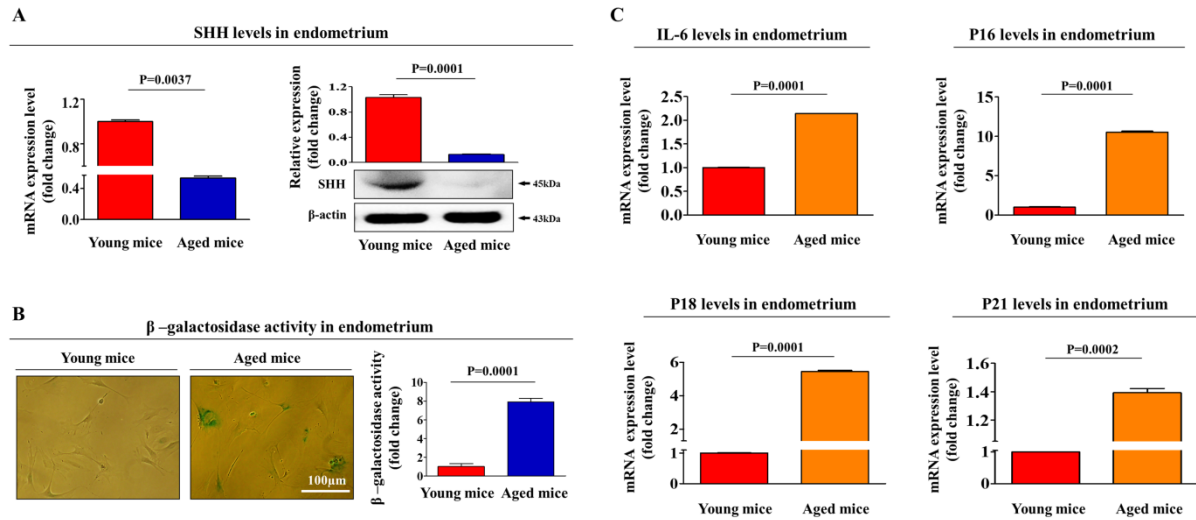 A
SHH levels in endometrium
mRNA expression level
(fold change)
P=0.0037
1.2
0.8
0.4
0.0
Young mice Aged mice
Relative expression
(fold change)
P=0.0001
1.2
0.8
0.4
0.0
SHH
45kDa
β-actin
43kDa
Young mice Aged mice
B
β –galactosidase activity in endometrium
Young mice
Aged mice
100μm
β –galactosidase activity
(fold change)
P=0.0001
10
8
6
4
2
0
Young mice Aged mice
C
IL-6 levels in endometrium
mRNA expression level
(fold change)
P=0.0001
2.5
2.0
1.5
1.0
0.5
0.0
Young mice Aged mice
P16 levels in endometrium
mRNA expression level
(fold change)
P=0.0001
15
10
5
0
Young mice Aged mice
P18 levels in endometrium
mRNA expression level
(fold change)
P=0.0001
6
4
2
1
0
Young mice Aged mice
P21 levels in endometrium
mRNA expression level
(fold change)
P=0.0002
1.6
1.4
1.2
1
0
Young mice Aged mice